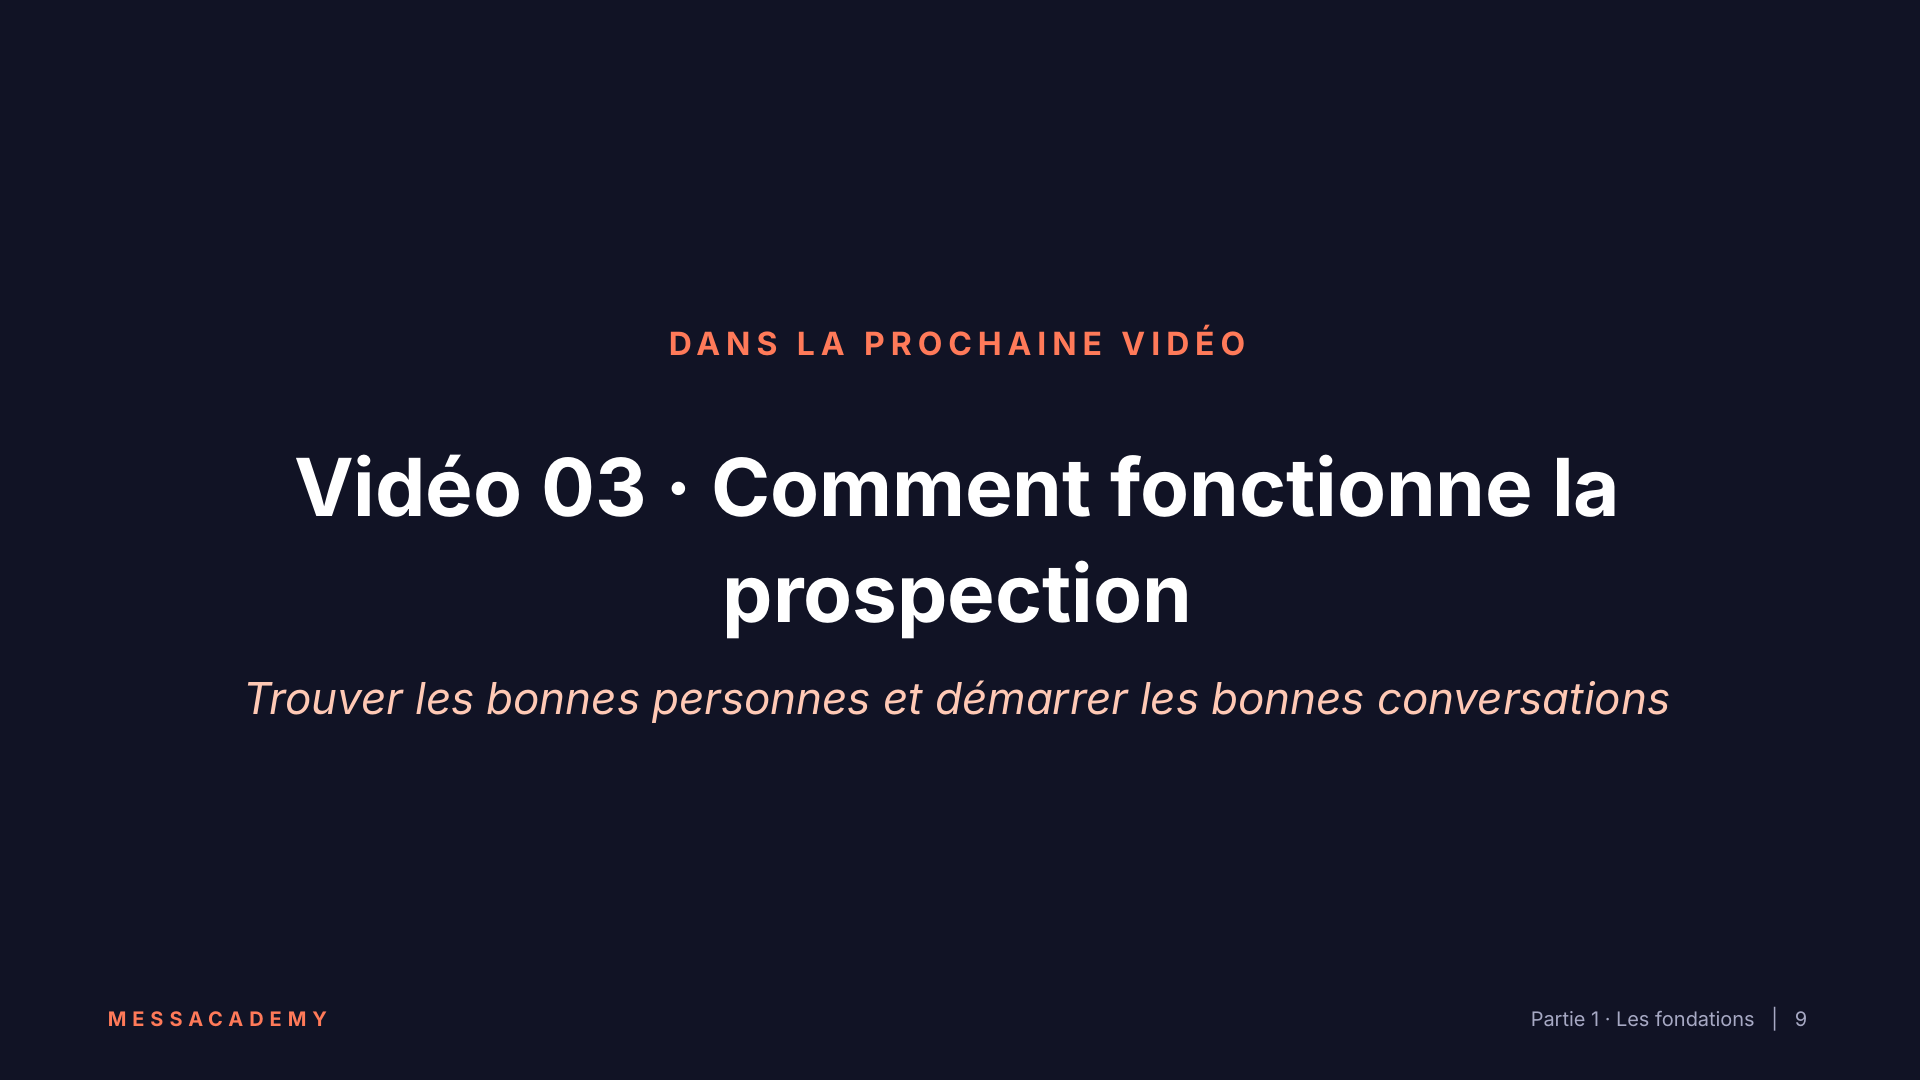 DANS LA PROCHAINE VIDÉO
Vidéo 03 · Comment fonctionne la
prospection
Trouver les bonnes personnes et démarrer les bonnes conversations
MESSACADEMY
Partie 1 · Les fondations | 9